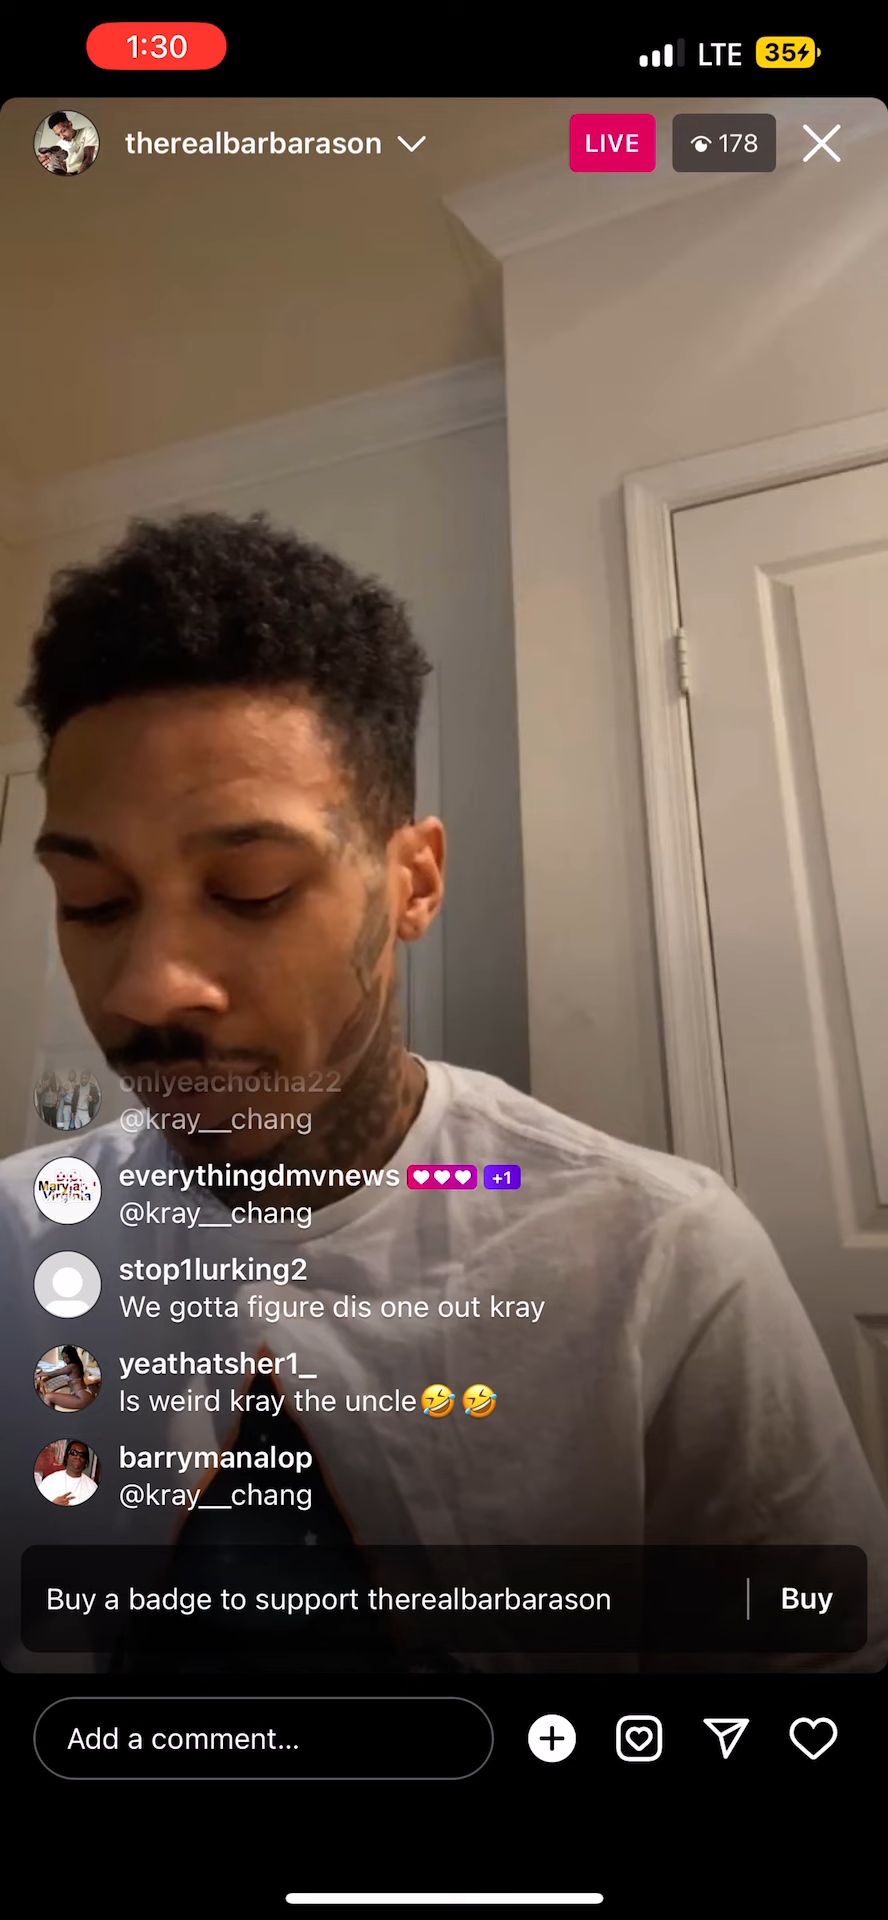 1:30
LTE
35
therealbarbarason
LIVE
178
onlyeachotha22
@kray__chang
everythingdmvnews
+1
@kray__chang
stop1lurking2
We gotta figure dis one out kray
yeathatsher1_
Is weird kray the uncle🤣🤣
barrymanalop
@kray__chang
Buy a badge to support therealbarbarason
Buy
Add a comment...